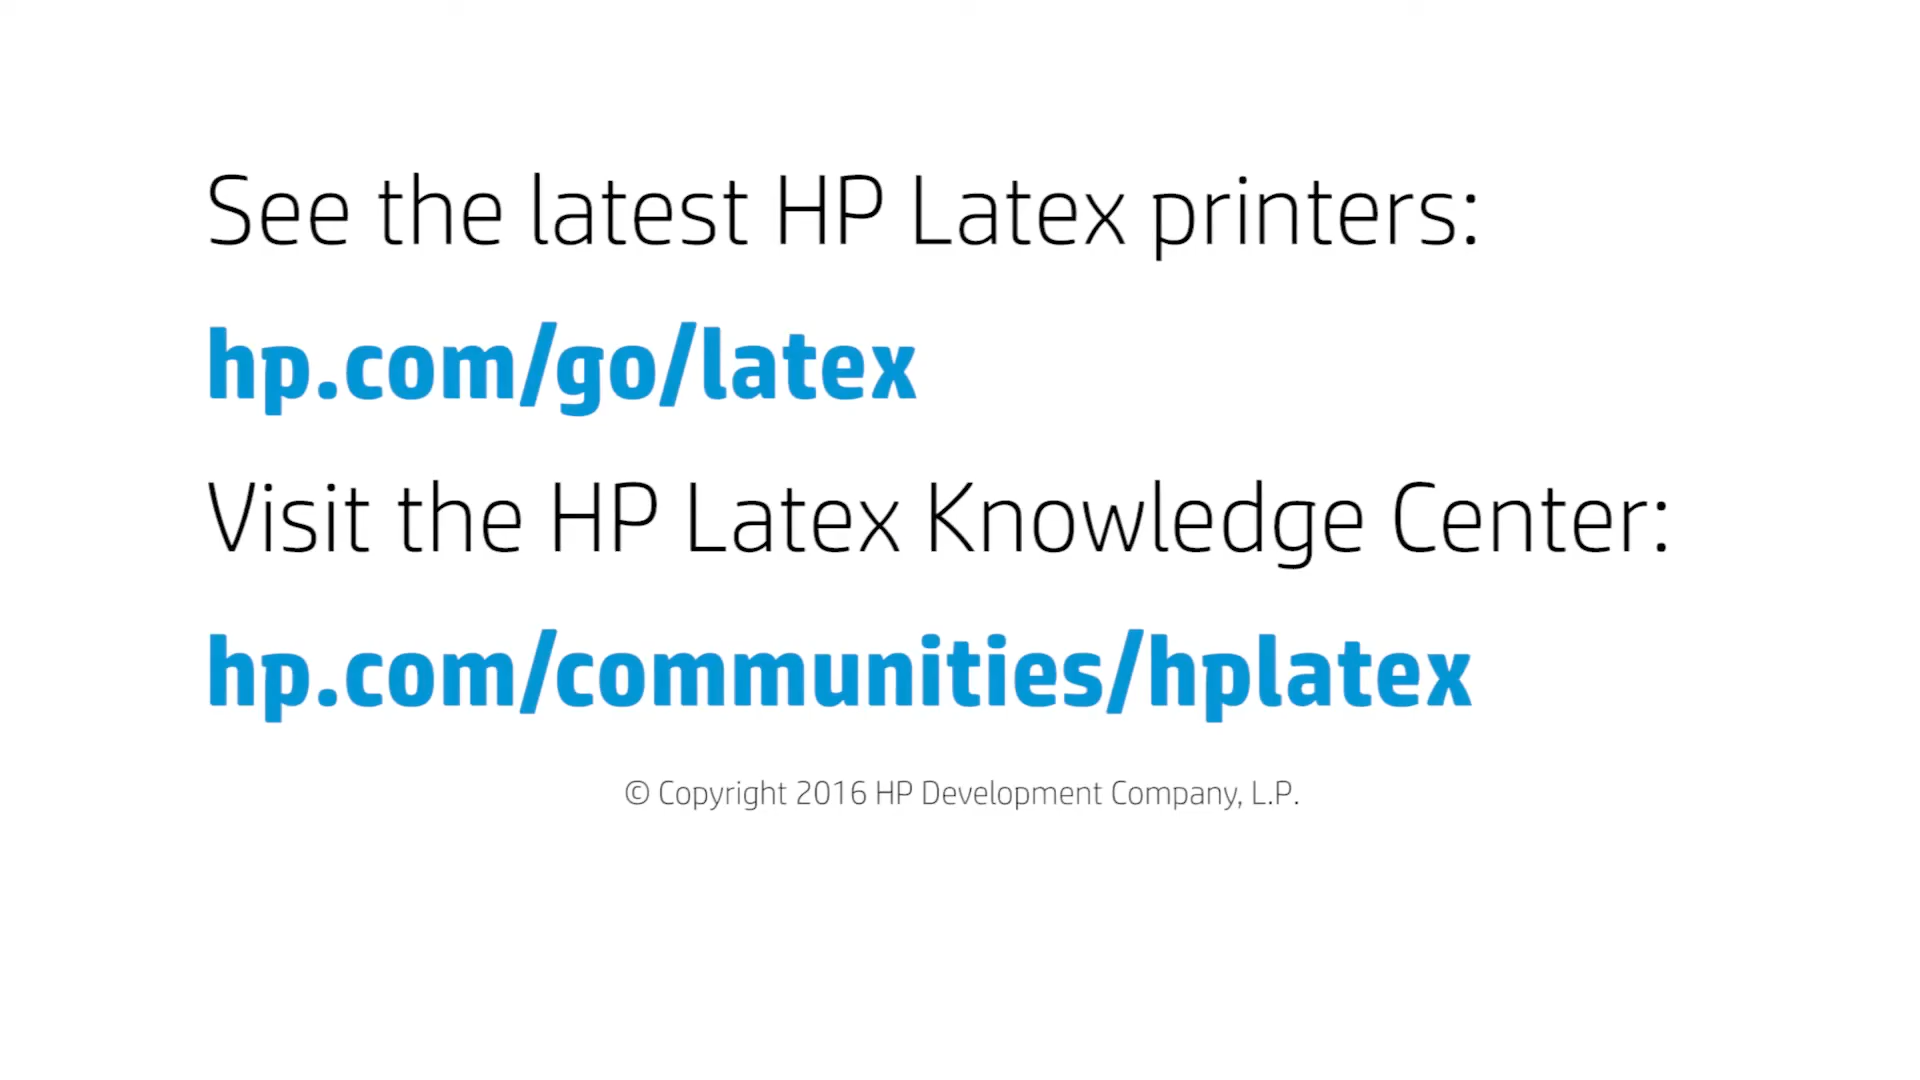 See the latest HP Latex printers:
hp.com/go/latex
Visit the HP Latex Knowledge Center:
hp.com/communities/hplatex
© Copyright 2016 HP Development Company, L.P.